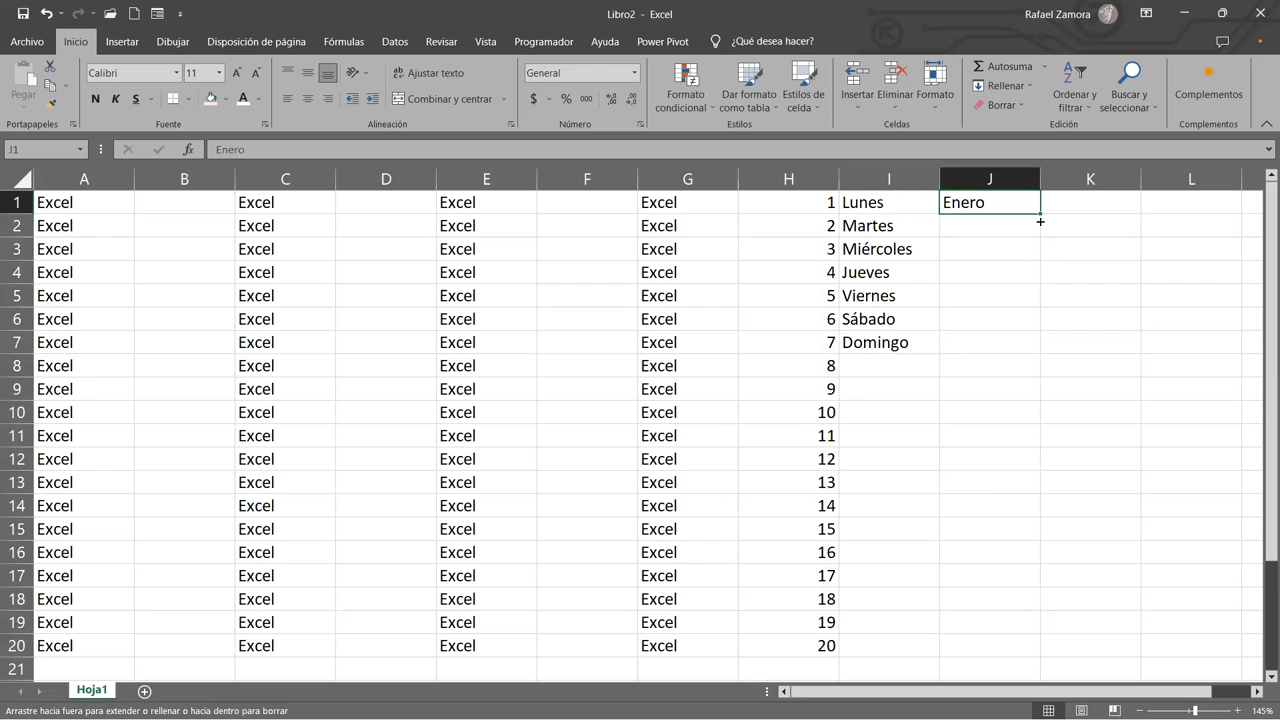 Libro2 - Excel
Rafael Zamora
Archivo Inicio Insertar Dibujar Disposición de página Fórmulas Datos Revisar Vista Programador Ayuda Power Pivot ¿Qué desea hacer?
Pegar
Portapapeles
Calibri 11
N K S
A
Fuente
Ajustar texto
Combinar y centrar
Alineación
General
$ % 000
Número
Formato condicional
Dar formato como tabla
Estilos de celda
Estilos
Insertar Eliminar Formato
Celdas
Autosuma
Rellenar
Borrar
Ordenar y filtrar
Buscar y seleccionar
Edición
Complementos
Complementos
J1 fx Enero
A B C D E F G H I J K L
1 Excel Excel Excel Excel 1 Lunes Enero
2 Excel Excel Excel Excel 2 Martes
3 Excel Excel Excel Excel 3 Miércoles
4 Excel Excel Excel Excel 4 Jueves
5 Excel Excel Excel Excel 5 Viernes
6 Excel Excel Excel Excel 6 Sábado
7 Excel Excel Excel Excel 7 Domingo
8 Excel Excel Excel Excel 8
9 Excel Excel Excel Excel 9
10 Excel Excel Excel Excel 10
11 Excel Excel Excel Excel 11
12 Excel Excel Excel Excel 12
13 Excel Excel Excel Excel 13
14 Excel Excel Excel Excel 14
15 Excel Excel Excel Excel 15
16 Excel Excel Excel Excel 16
17 Excel Excel Excel Excel 17
18 Excel Excel Excel Excel 18
19 Excel Excel Excel Excel 19
20 Excel Excel Excel Excel 20
21
Hoja1
Arrastre hacia fuera para extender o rellenar o hacia dentro para borrar
145%